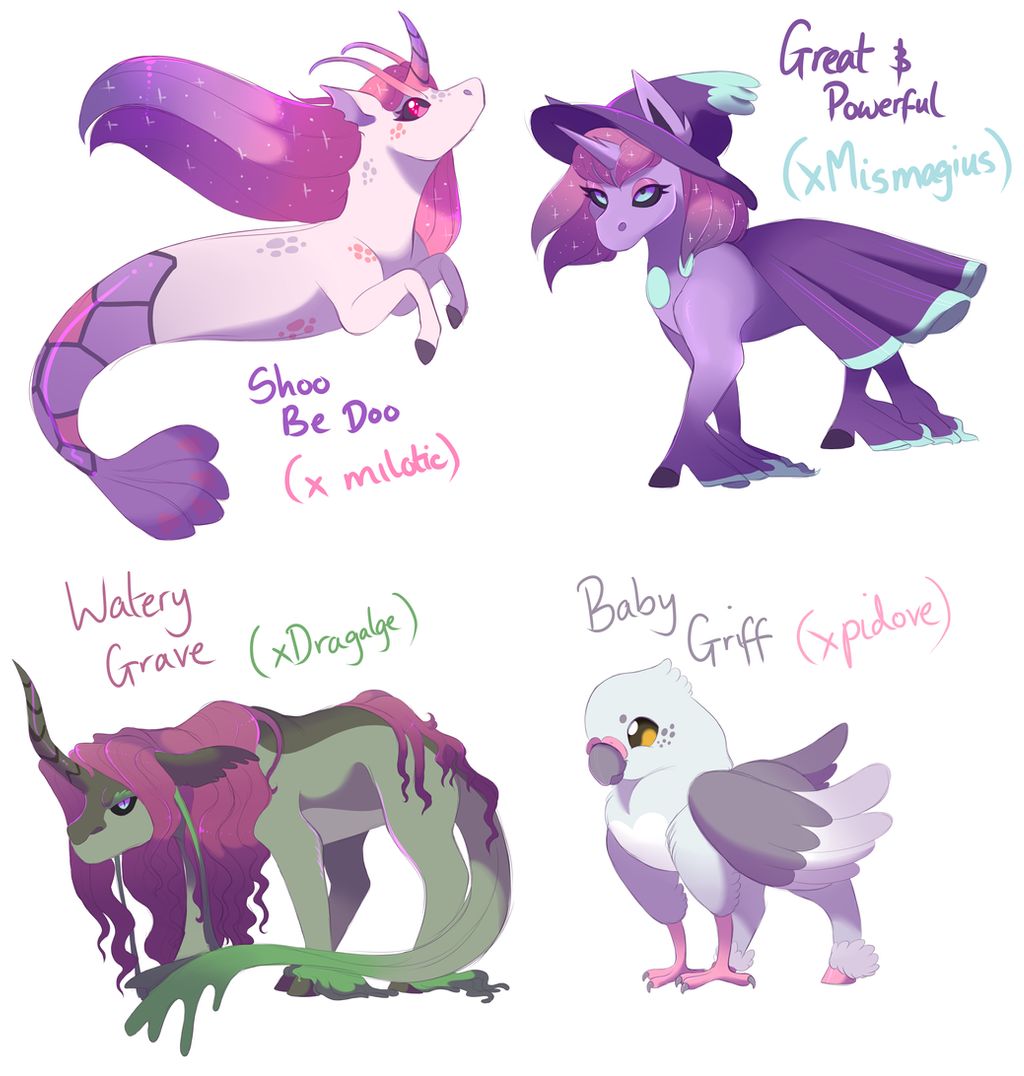 Great &
Powerful
(xMismagius)
Shoo
Be Doo
(x milotic)
Watery
Grave
(xDragalge)
Baby
Griff
(xpidove)